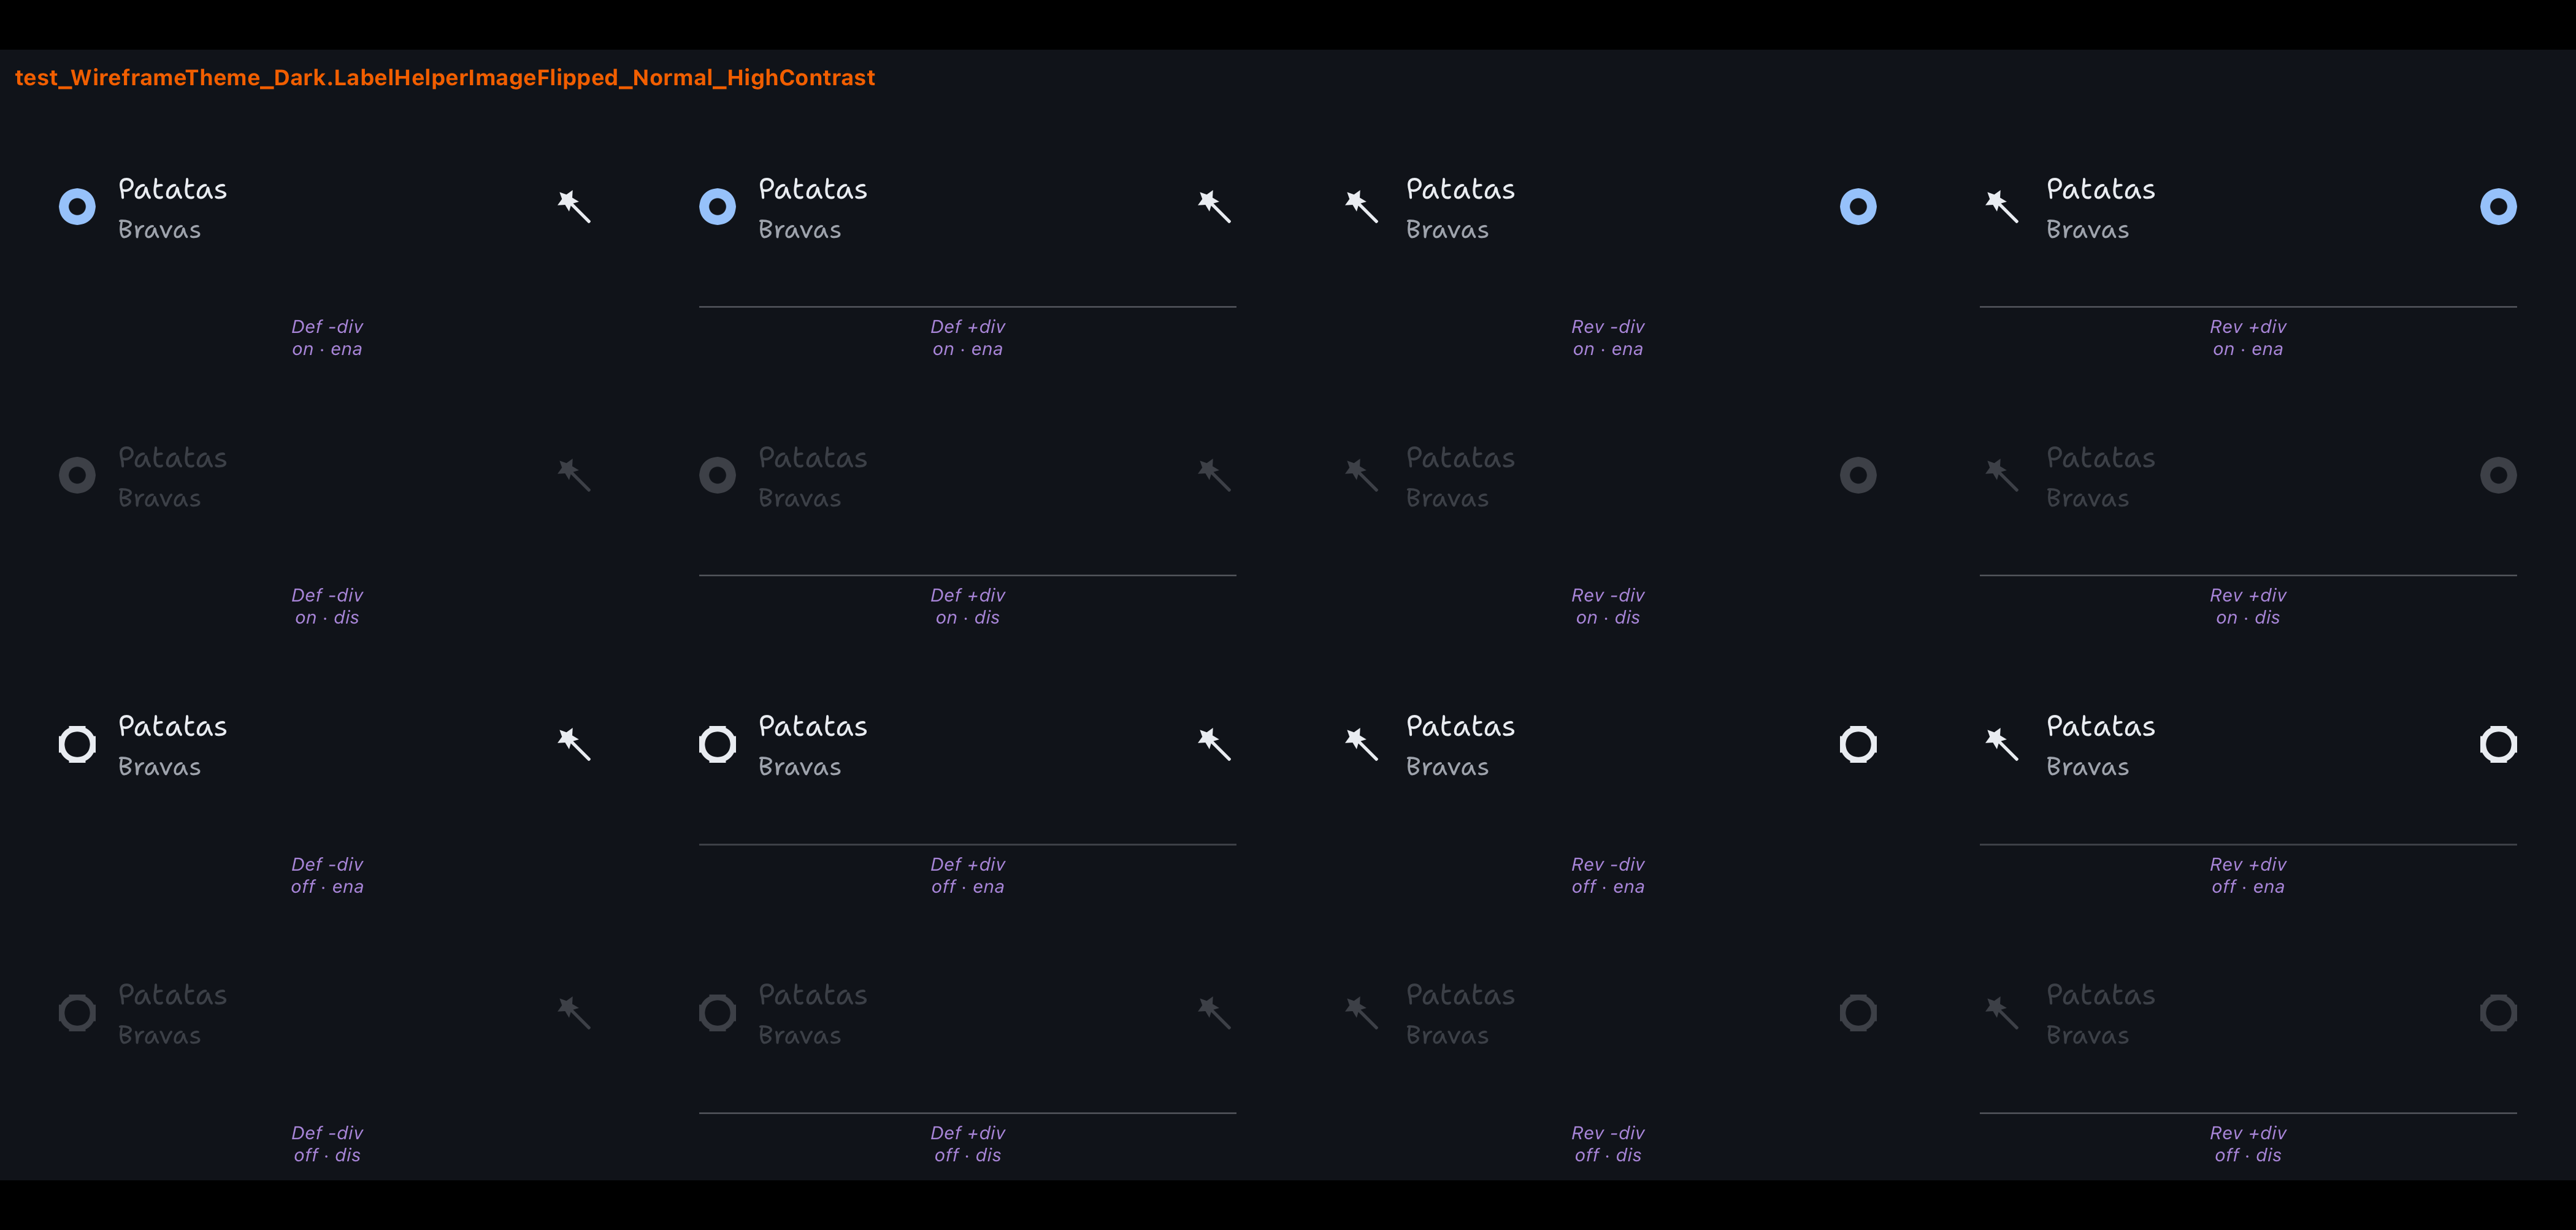 test_WireframeTheme_Dark.LabelHelperImageFlipped_Normal_HighContrast
Patatas
Bravas
Def -div
on · ena
Patatas
Bravas
Def +div
on · ena
Patatas
Bravas
Rev -div
on · ena
Patatas
Bravas
Rev +div
on · ena
Patatas
Bravas
Def -div
on · dis
Patatas
Bravas
Def +div
on · dis
Patatas
Bravas
Rev -div
on · dis
Patatas
Bravas
Rev +div
on · dis
Patatas
Bravas
Def -div
off · ena
Patatas
Bravas
Def +div
off · ena
Patatas
Bravas
Rev -div
off · ena
Patatas
Bravas
Rev +div
off · ena
Patatas
Bravas
Def -div
off · dis
Patatas
Bravas
Def +div
off · dis
Patatas
Bravas
Rev -div
off · dis
Patatas
Bravas
Rev +div
off · dis